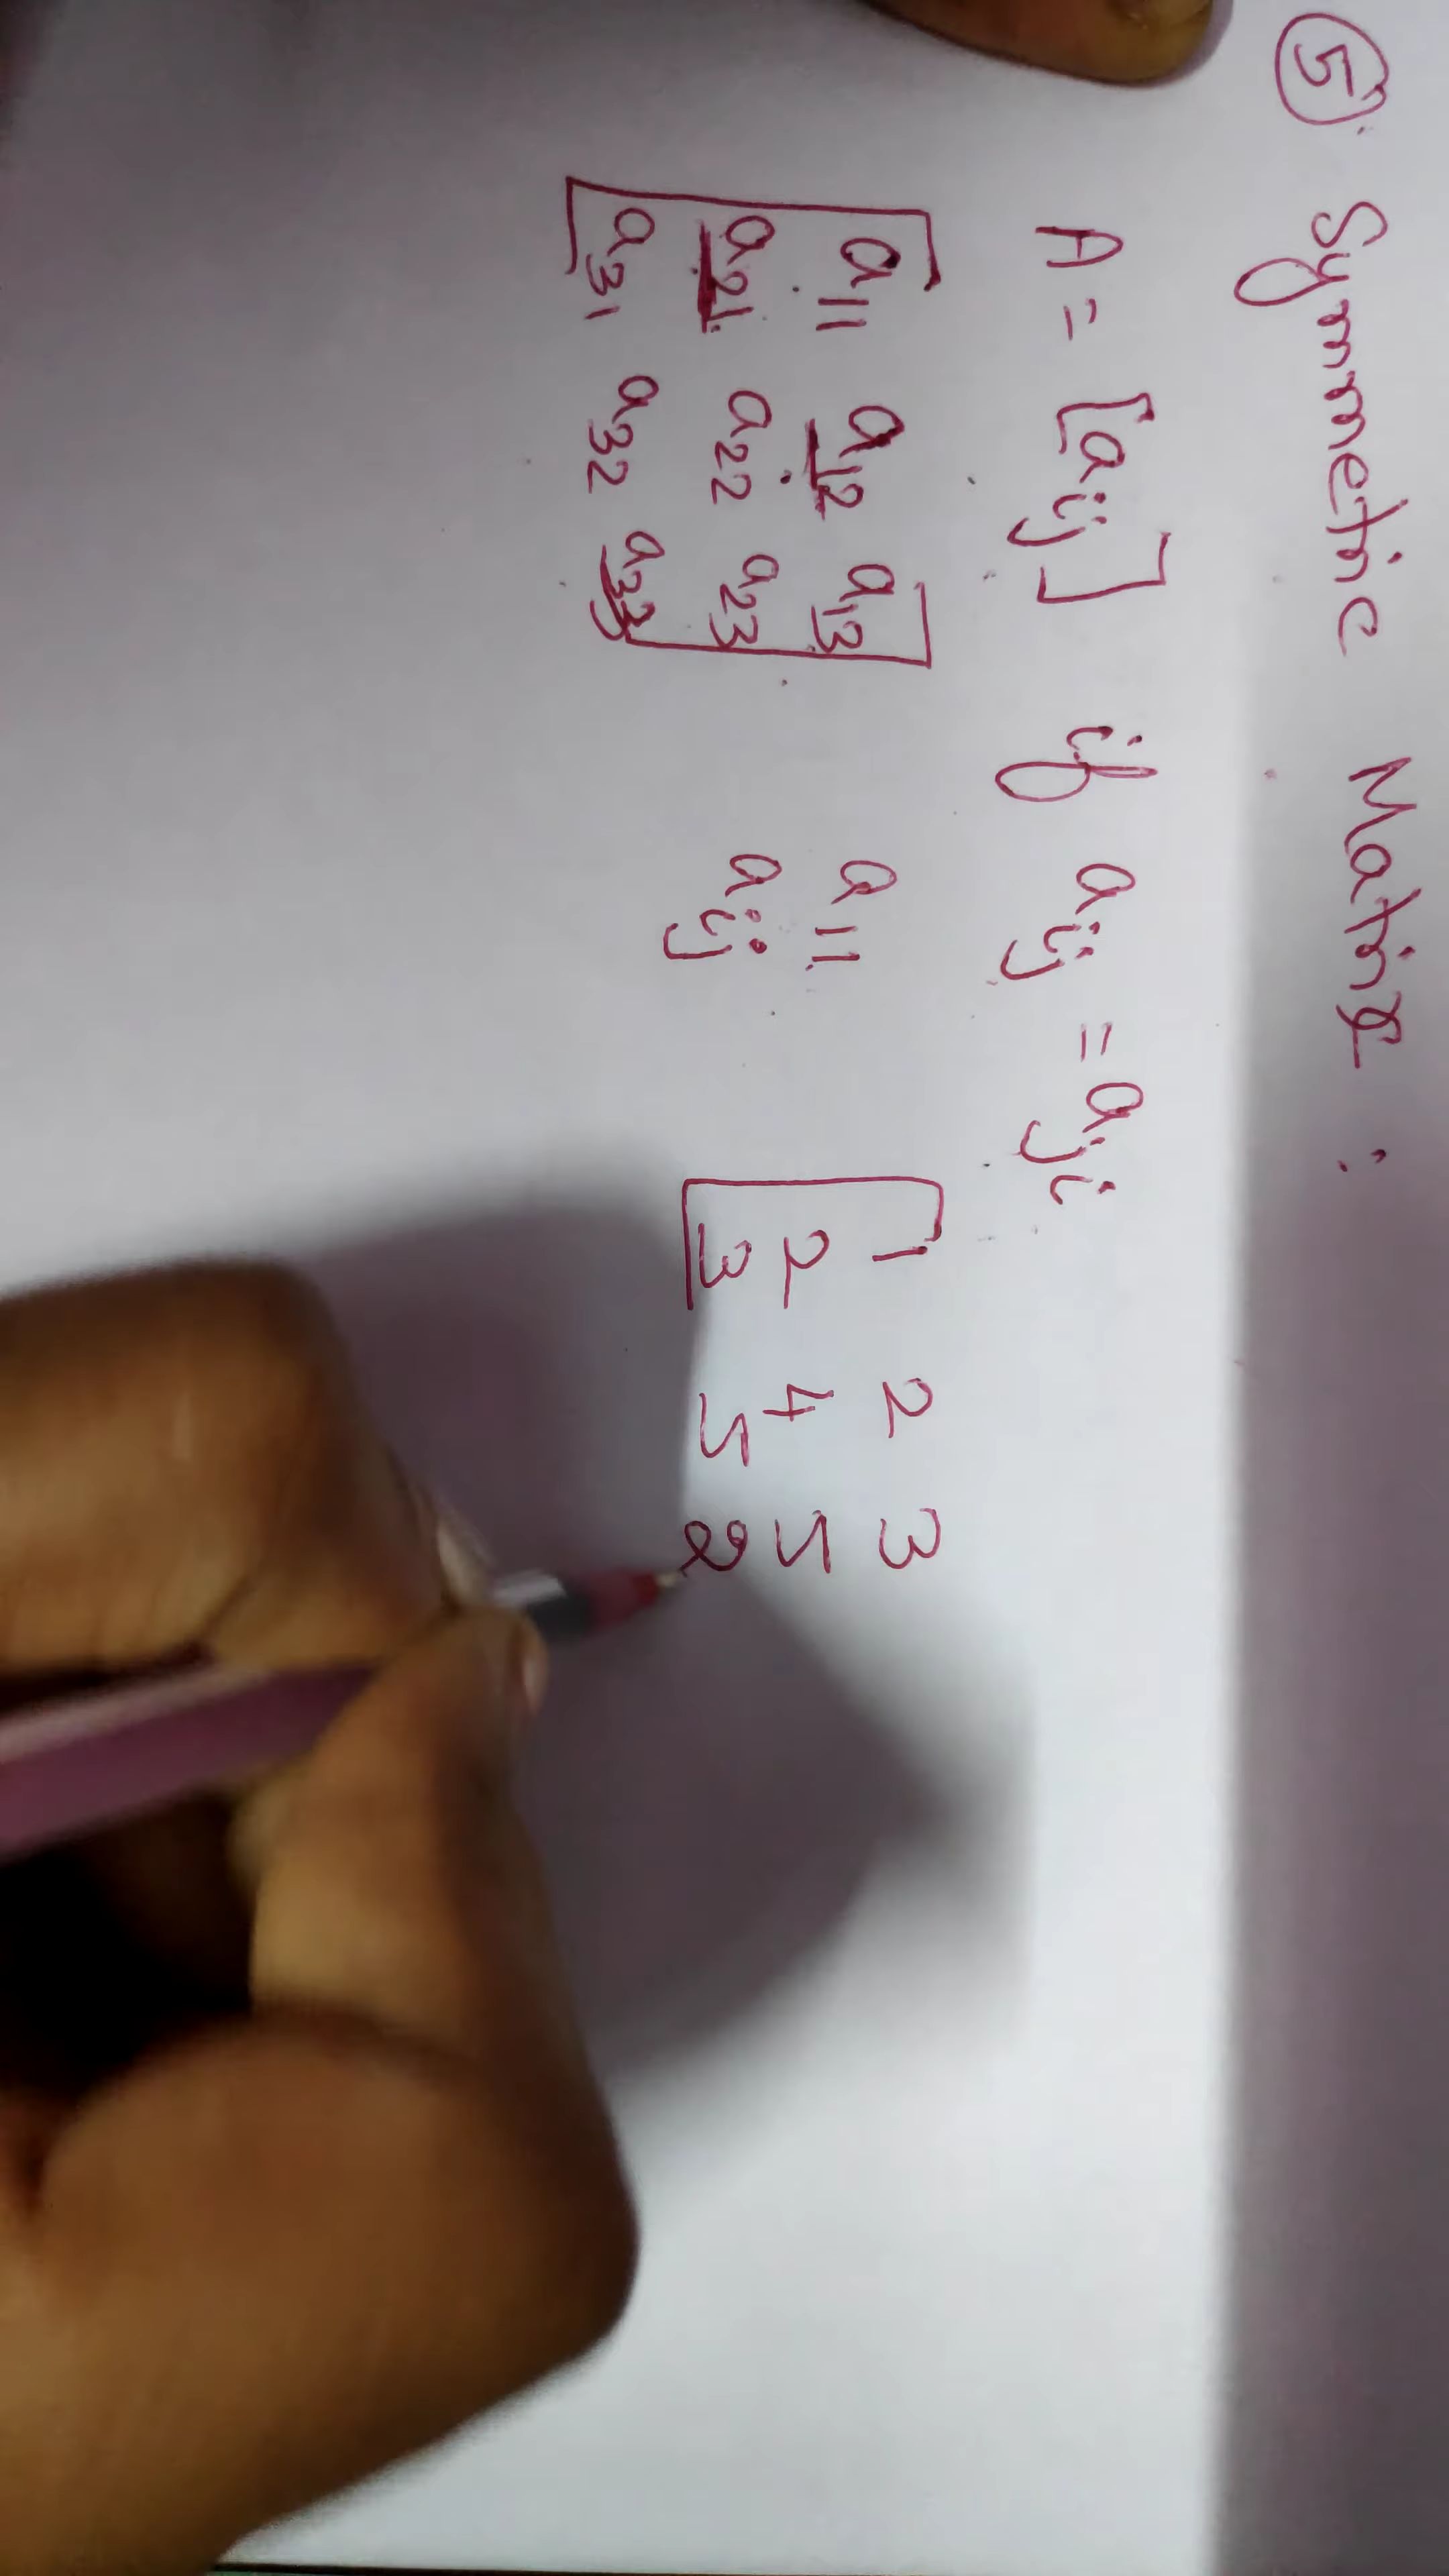 5. Symmetric Matrix :
A = [aij] if aij = aji
[a11 a12 a13] a11 [1 2 3
a21 a22 a23 aij 2 4 5
a31 a32 a33 3 5